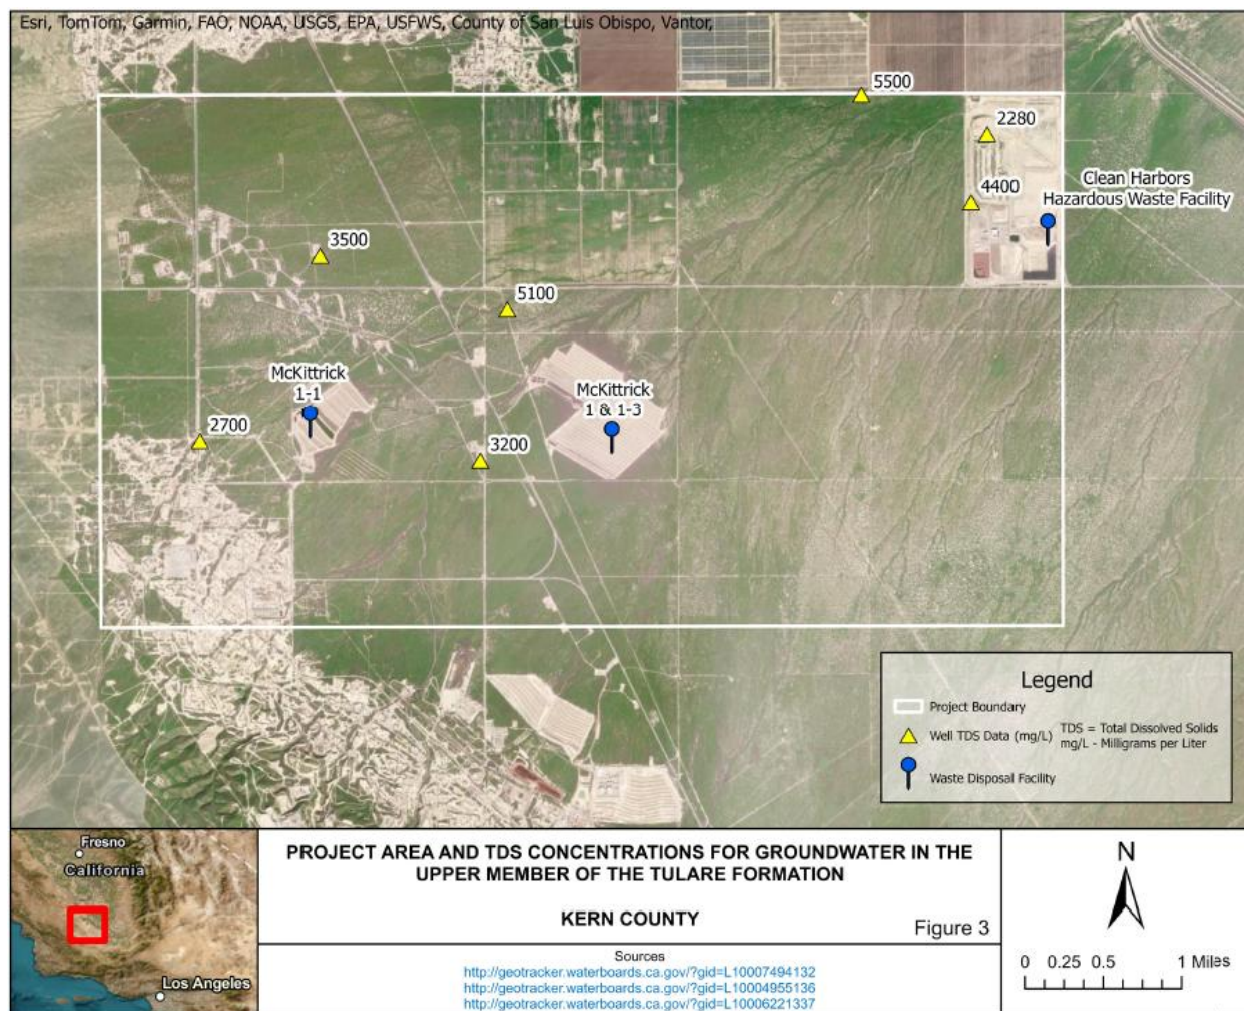 Esri, TomTom, Garmin, FAO, NOAA, USGS, EPA, USFWS, County of San Luis Obispo, Vantor,
5500
2280
Clean Harbors
Hazardous Waste Facility
4400
3500
5100
McKittrick
1-1
McKittrick
1 & 1-3
2700
3200
Legend
Project Boundary
Well TDS Data (mg/L)
TDS = Total Dissolved Solids
mg/L - Milligrams per Liter
Waste Disposal Facility
Fresno
California
Los Angeles
PROJECT AREA AND TDS CONCENTRATIONS FOR GROUNDWATER IN THE
UPPER MEMBER OF THE TULARE FORMATION
KERN COUNTY
Figure 3
Sources
http://geotracker.waterboards.ca.gov/?gid=L10007494132
http://geotracker.waterboards.ca.gov/?gid=L10004955136
http://geotracker.waterboards.ca.gov/?gid=L10006221337
N
0 0.25 0.5 1 Miles